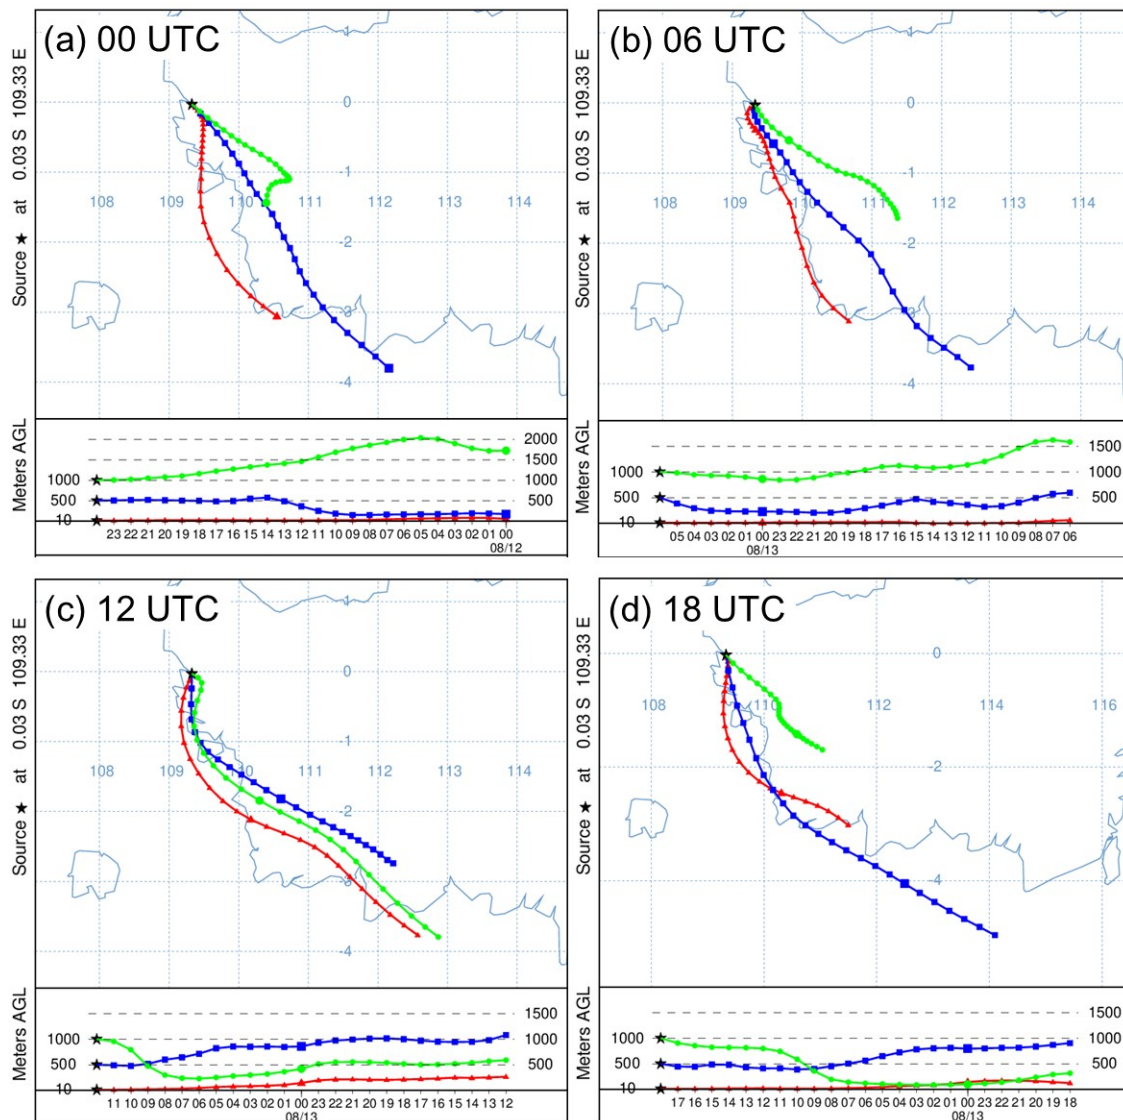 (a) 00 UTC
Source ★ at 0.03 S 109.33 E
1
0
-1
108 109 110 111 112 113 114
-2
-3
-4
Meters AGL
2000
1500
1000 1000
500 500
10
23 22 21 20 19 18 17 16 15 14 13 12 11 10 09 08 07 06 05 04 03 02 01 00
08/12
(b) 06 UTC
Source ★ at 0.03 S 109.33 E
1
0
-1
108 109 110 111 112 113 114
-2
-3
-4
Meters AGL
1500
1000 1000
500 500
10
05 04 03 02 01 00 23 22 21 20 19 18 17 16 15 14 13 12 11 10 09 08 07 06
08/13
(c) 12 UTC
Source ★ at 0.03 S 109.33 E
1
0
-1
108 109 110 111 112 113 114
-2
-3
-4
Meters AGL
1500
1000 1000
500 500
10
11 10 09 08 07 06 05 04 03 02 01 00 23 22 21 20 19 18 17 16 15 14 13 12
08/13
(d) 18 UTC
Source ★ at 0.03 S 109.33 E
0
108 110 112 114 116
-2
-4
Meters AGL
1500
1000 1000
500 500
10
17 16 15 14 13 12 11 10 09 08 07 06 05 04 03 02 01 00 23 22 21 20 19 18
08/13